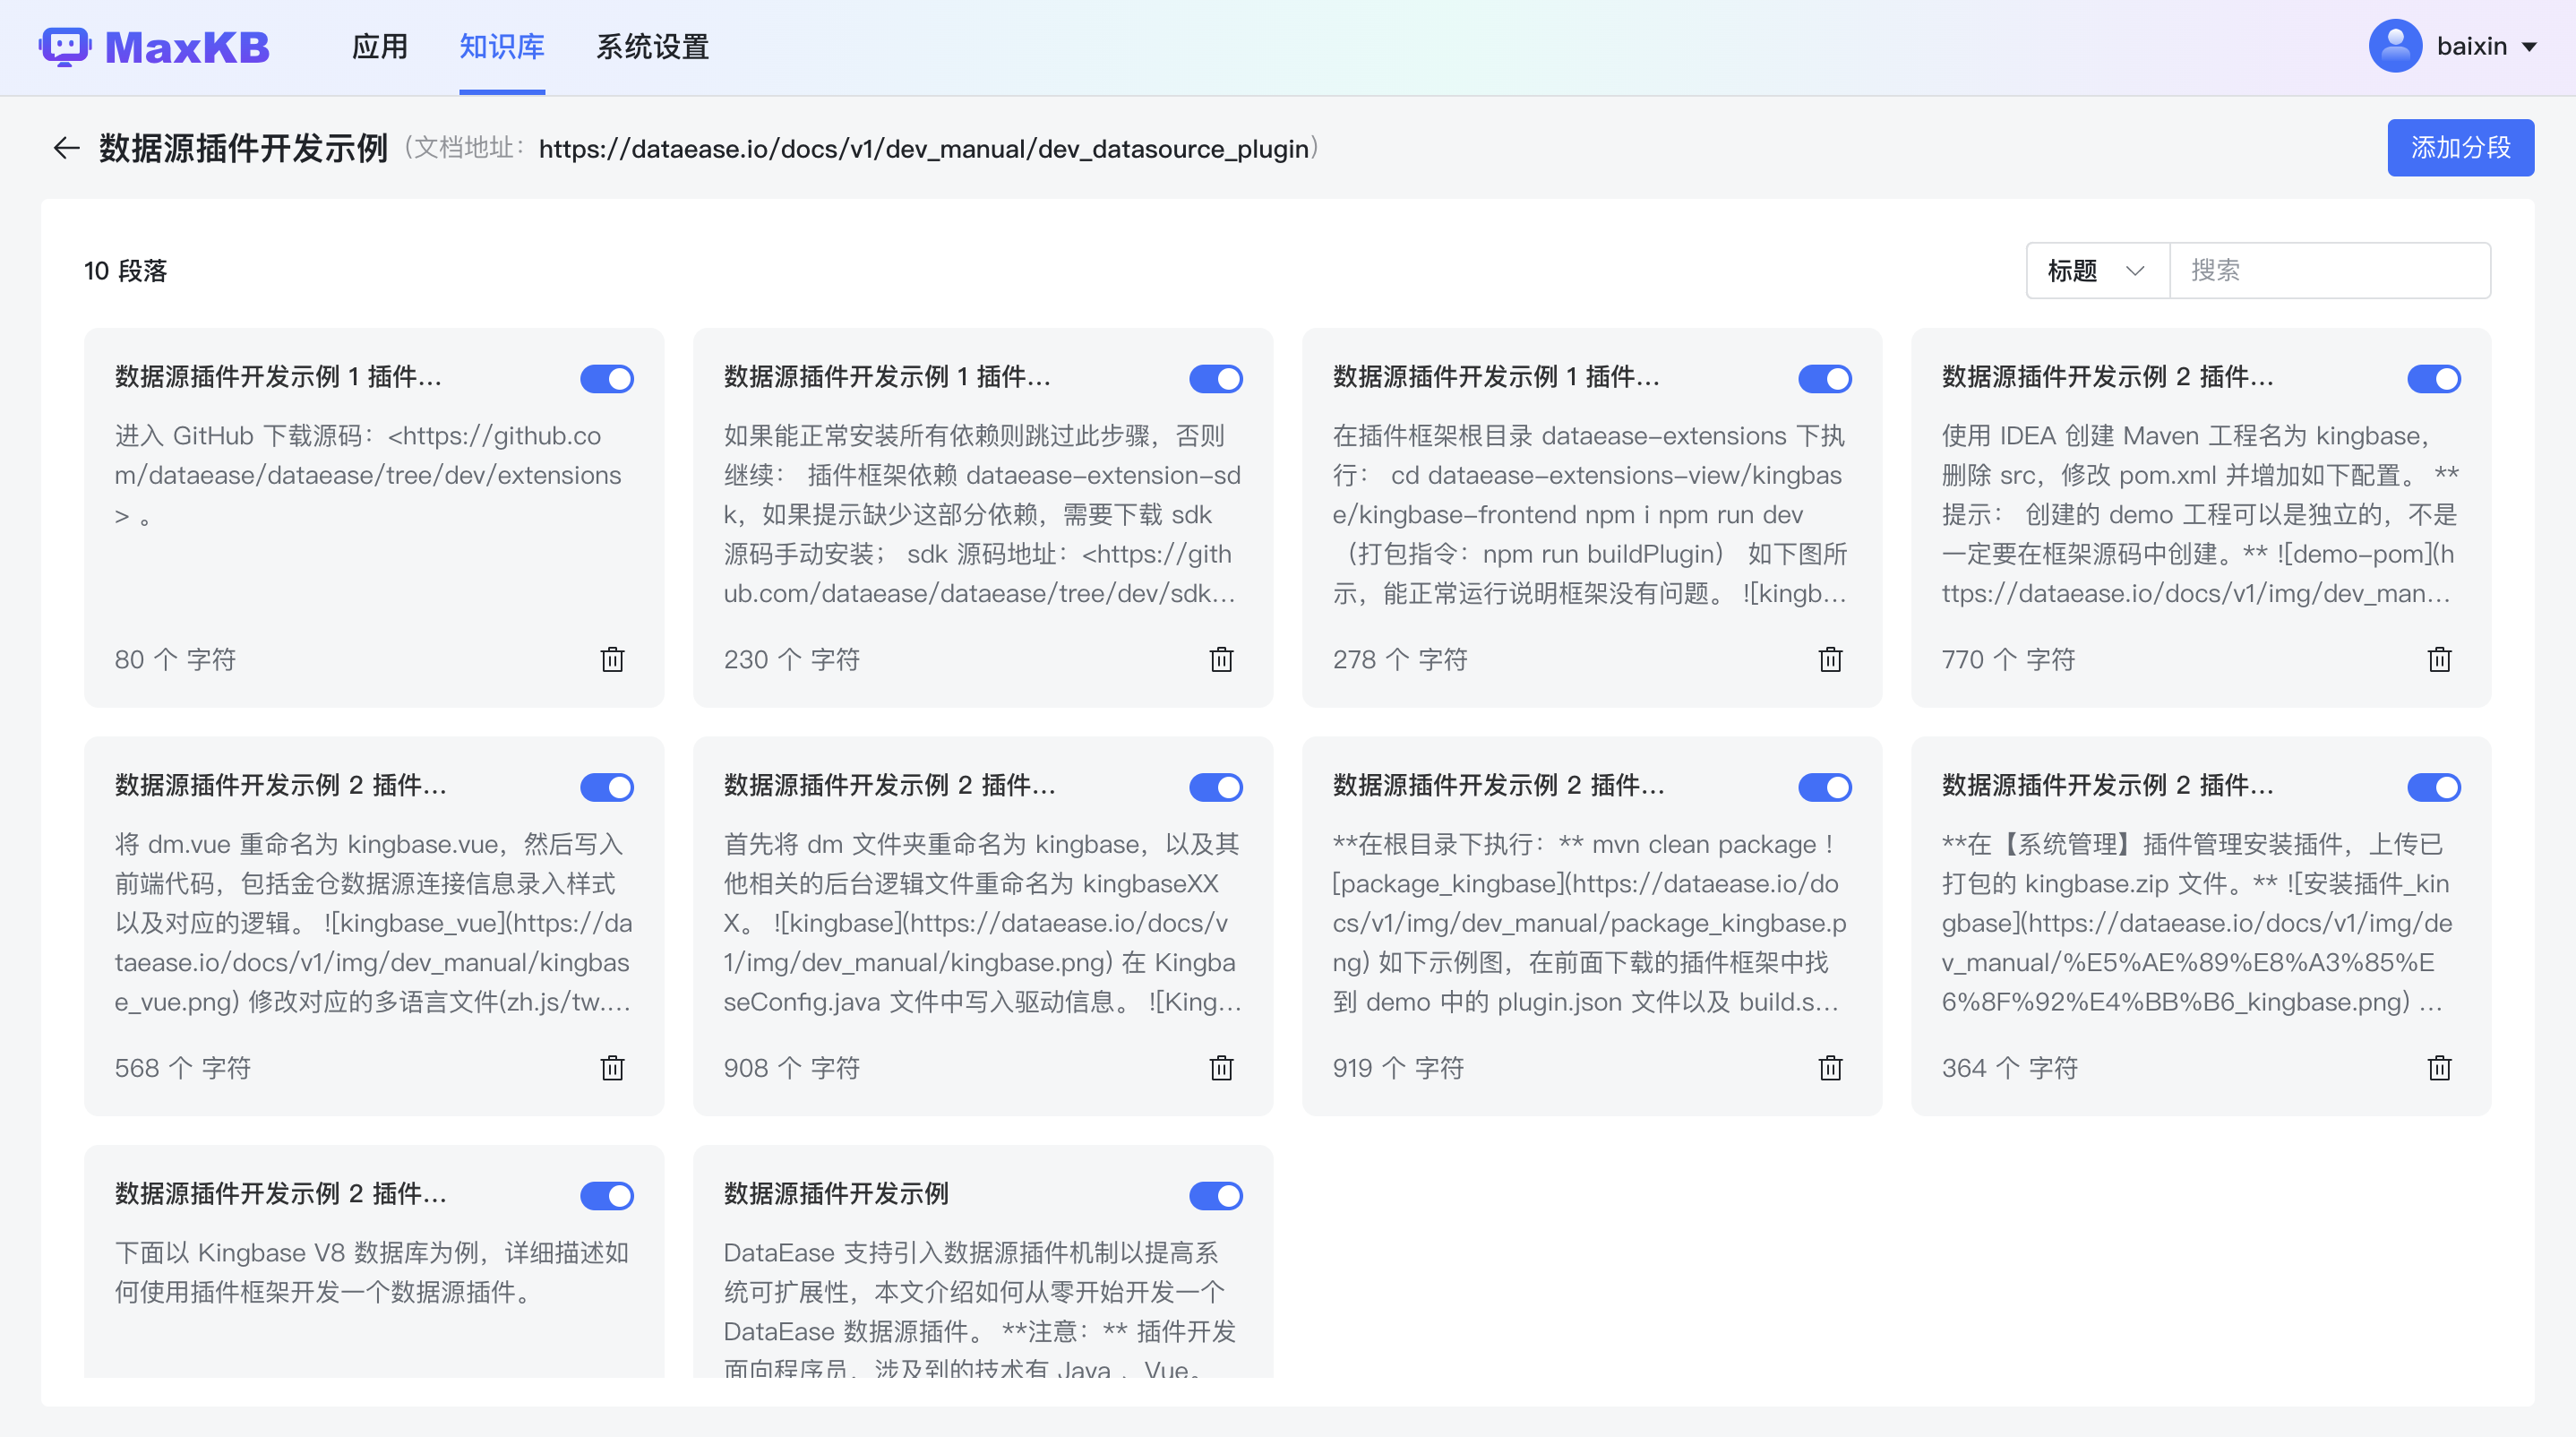 MaxKB
应用
知识库
系统设置
baixin
数据源插件开发示例（文档地址：https://dataease.io/docs/v1/dev_manual/dev_datasource_plugin）
添加分段
10 段落
标题
搜索
数据源插件开发示例 1 插件...
进入 GitHub 下载源码：<https://github.co
m/dataease/dataease/tree/dev/extensions
> 。
80 个 字符
数据源插件开发示例 1 插件...
如果能正常安装所有依赖则跳过此步骤，否则
继续： 插件框架依赖 dataease-extension-sd
k，如果提示缺少这部分依赖，需要下载 sdk
源码手动安装； sdk 源码地址：<https://gith
ub.com/dataease/dataease/tree/dev/sdk...
230 个 字符
数据源插件开发示例 1 插件...
在插件框架根目录 dataease-extensions 下执
行： cd dataease-extensions-view/kingbas
e/kingbase-frontend npm i npm run dev
（打包指令：npm run buildPlugin） 如下图所
示，能正常运行说明框架没有问题。 ![kingb...
278 个 字符
数据源插件开发示例 2 插件...
使用 IDEA 创建 Maven 工程名为 kingbase，
删除 src，修改 pom.xml 并增加如下配置。 **
提示： 创建的 demo 工程可以是独立的，不是
一定要在框架源码中创建。** ![demo-pom](h
ttps://dataease.io/docs/v1/img/dev_man...
770 个 字符
数据源插件开发示例 2 插件...
将 dm.vue 重命名为 kingbase.vue，然后写入
前端代码，包括金仓数据源连接信息录入样式
以及对应的逻辑。 ![kingbase_vue](https://da
taease.io/docs/v1/img/dev_manual/kingbas
e_vue.png) 修改对应的多语言文件(zh.js/tw....
568 个 字符
数据源插件开发示例 2 插件...
首先将 dm 文件夹重命名为 kingbase，以及其
他相关的后台逻辑文件重命名为 kingbaseXX
X。 ![kingbase](https://dataease.io/docs/v
1/img/dev_manual/kingbase.png) 在 Kingba
seConfig.java 文件中写入驱动信息。 ![King...
908 个 字符
数据源插件开发示例 2 插件...
**在根目录下执行：** mvn clean package !
[package_kingbase](https://dataease.io/do
cs/v1/img/dev_manual/package_kingbase.p
ng) 如下示例图，在前面下载的插件框架中找
到 demo 中的 plugin.json 文件以及 build.s...
919 个 字符
数据源插件开发示例 2 插件...
**在【系统管理】插件管理安装插件，上传已
打包的 kingbase.zip 文件。** ![安装插件_kin
gbase](https://dataease.io/docs/v1/img/de
v_manual/%E5%AE%89%E8%A3%85%E
6%8F%92%E4%BB%B6_kingbase.png) ...
364 个 字符
数据源插件开发示例 2 插件...
下面以 Kingbase V8 数据库为例，详细描述如
何使用插件框架开发一个数据源插件。
数据源插件开发示例
DataEase 支持引入数据源插件机制以提高系
统可扩展性，本文介绍如何从零开始开发一个
DataEase 数据源插件。 **注意：** 插件开发
面向程序员，涉及到的技术有 Java 、Vue。